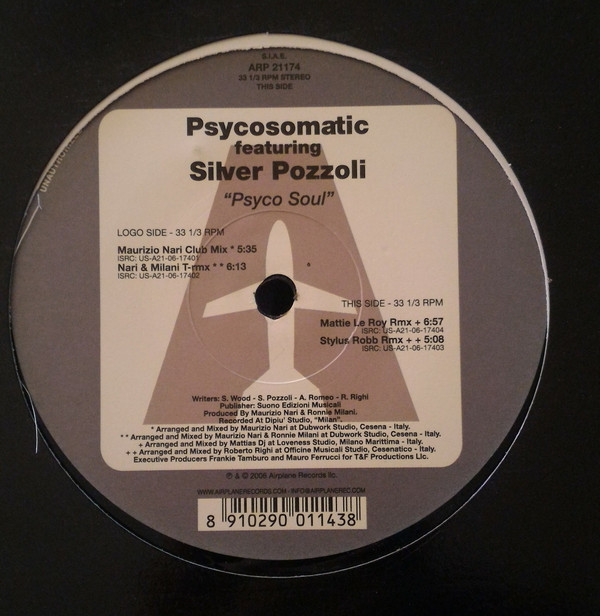 S.I.A.E.
ARP 21174
33 1/3 RPM STEREO
THIS SIDE
UNAUTHORI
Psycosomatic
featuring
Silver Pozzoli
“Psyco Soul”
LOGO SIDE - 33 1/3 RPM
Maurizio Nari Club Mix * 5:35
ISRC: US-A21-06-17401
Nari & Milani T-rmx * * 6:13
ISRC: US-A21-06-17402
*
THIS SIDE - 33 1/3 RPM
Mattie Le Roy Rmx + 6:57
ISRC: US-A21-06-17404
Stylus Robb Rmx + + 5:08
ISRC: US-A21-06-17403
Writers: S. Wood - S. Pozzoli - A. Romeo - R. Righi
Publisher: Suono Edizioni Musicali
Produced By Maurizio Nari & Ronnie Milani.
Recorded At Dipiu' Studio, "Milan".
* Arranged and Mixed by Maurizio Nari at Dubwork Studio, Cesena - Italy.
* * Arranged and Mixed by Maurizio Nari & Ronnie Milani at Dubwork Studio, Cesena - Italy.
+ Arranged and Mixed by Mattias Dj at Loveness Studio, Milano Marittima - Italy.
+ + Arranged and Mixed by Roberto Righi at Officine Musicali Studio, Cesenatico - Italy.
Executive Producers Frankie Tamburo and Mauro Ferrucci for T&F Productions Llc.
℗ & © 2006 Airplane Records llc.
WWW.AIRPLANERECORDS.COM - INFO@AIRPLANEREC.COM
8 910290 011438